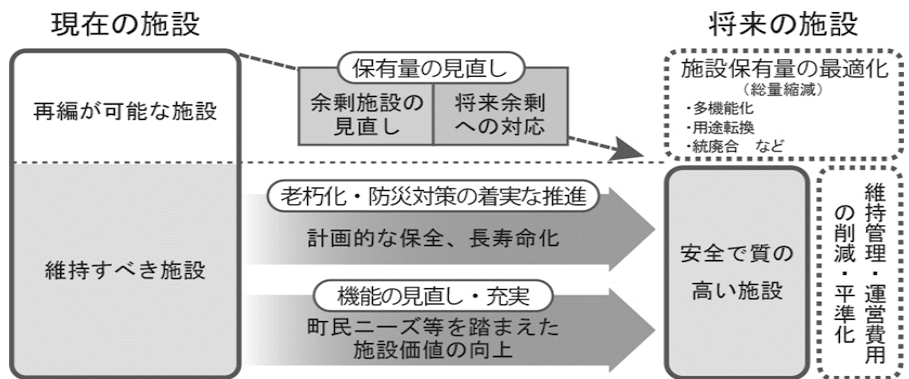 現在の施設
再編が可能な施設
維持すべき施設
保有量の見直し
余剰施設の
見直し
将来余剰
への対応
老朽化・防災対策の着実な推進
計画的な保全、長寿命化
機能の見直し・充実
町民ニーズ等を踏まえた
施設価値の向上
将来の施設
施設保有量の最適化
(総量縮減)
・多機能化
・用途転換
・統廃合　など
安全で質の
高い施設
維持管理・運営費用
の削減・平準化